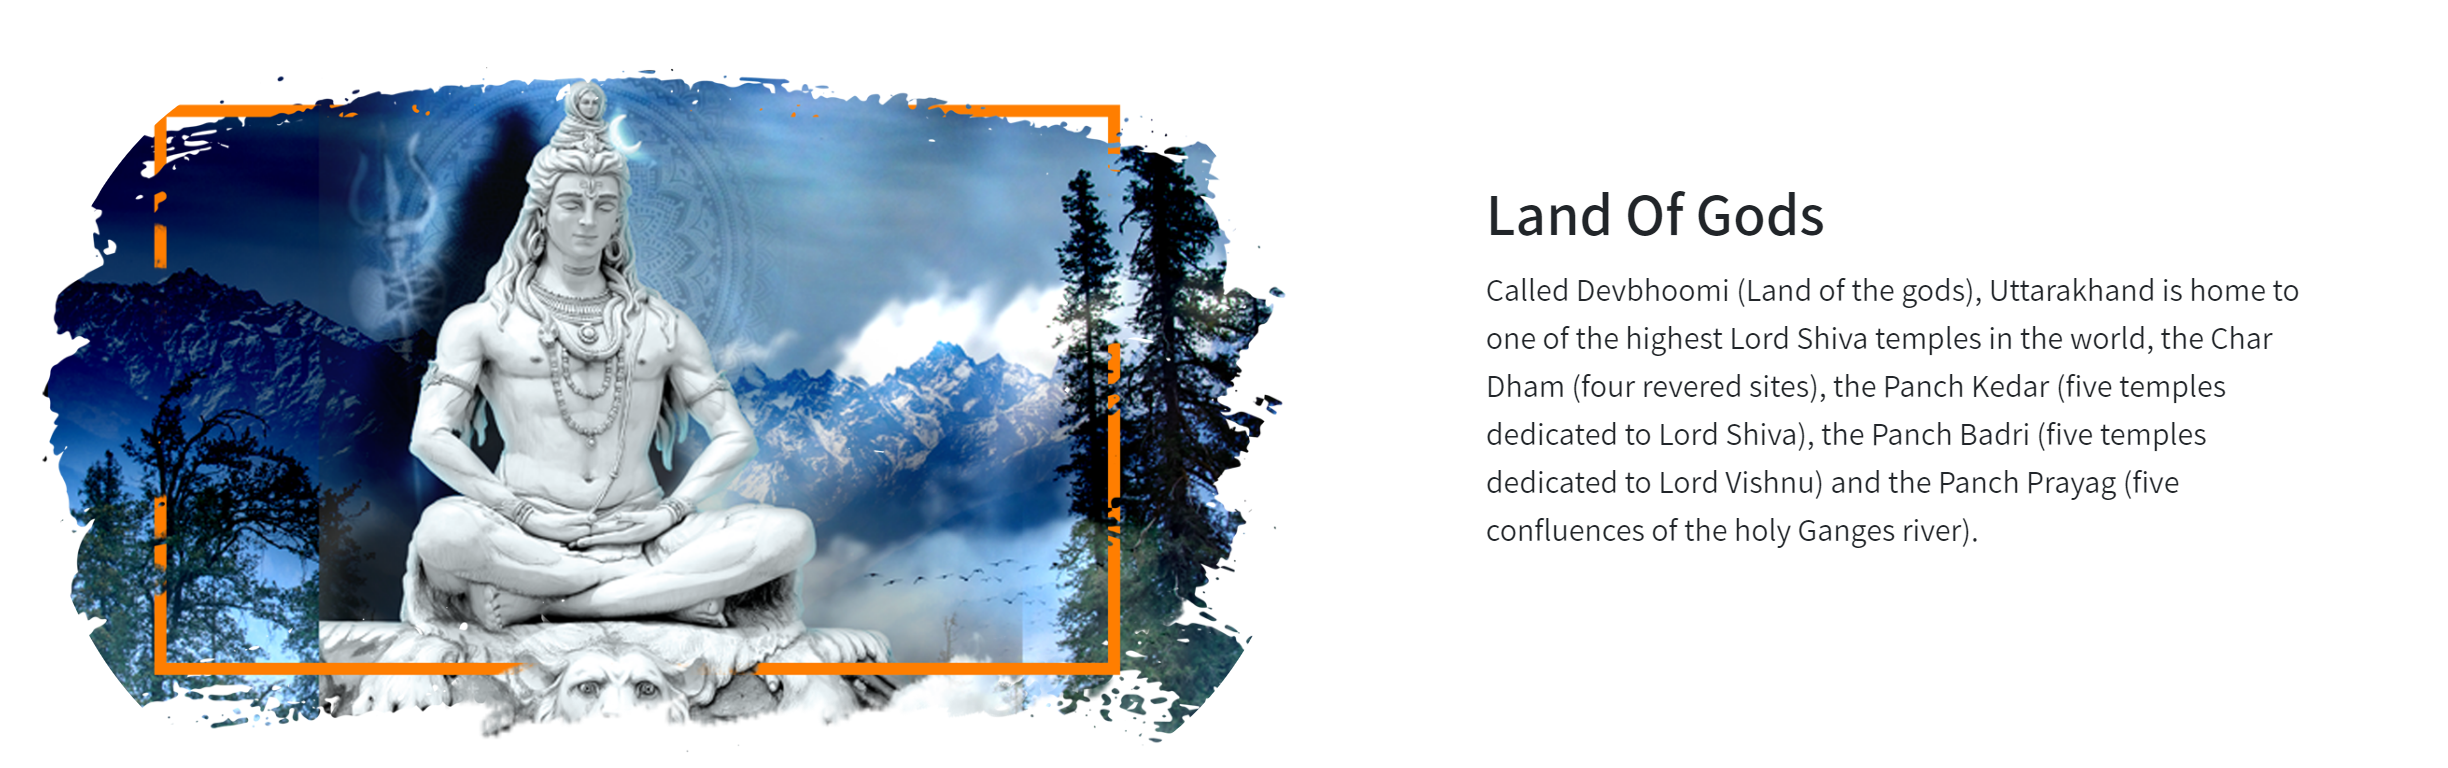 Land Of Gods
Called Devbhoomi (Land of the gods), Uttarakhand is home to
one of the highest Lord Shiva temples in the world, the Char
Dham (four revered sites), the Panch Kedar (five temples
dedicated to Lord Shiva), the Panch Badri (five temples
dedicated to Lord Vishnu) and the Panch Prayag (five
confluences of the holy Ganges river).